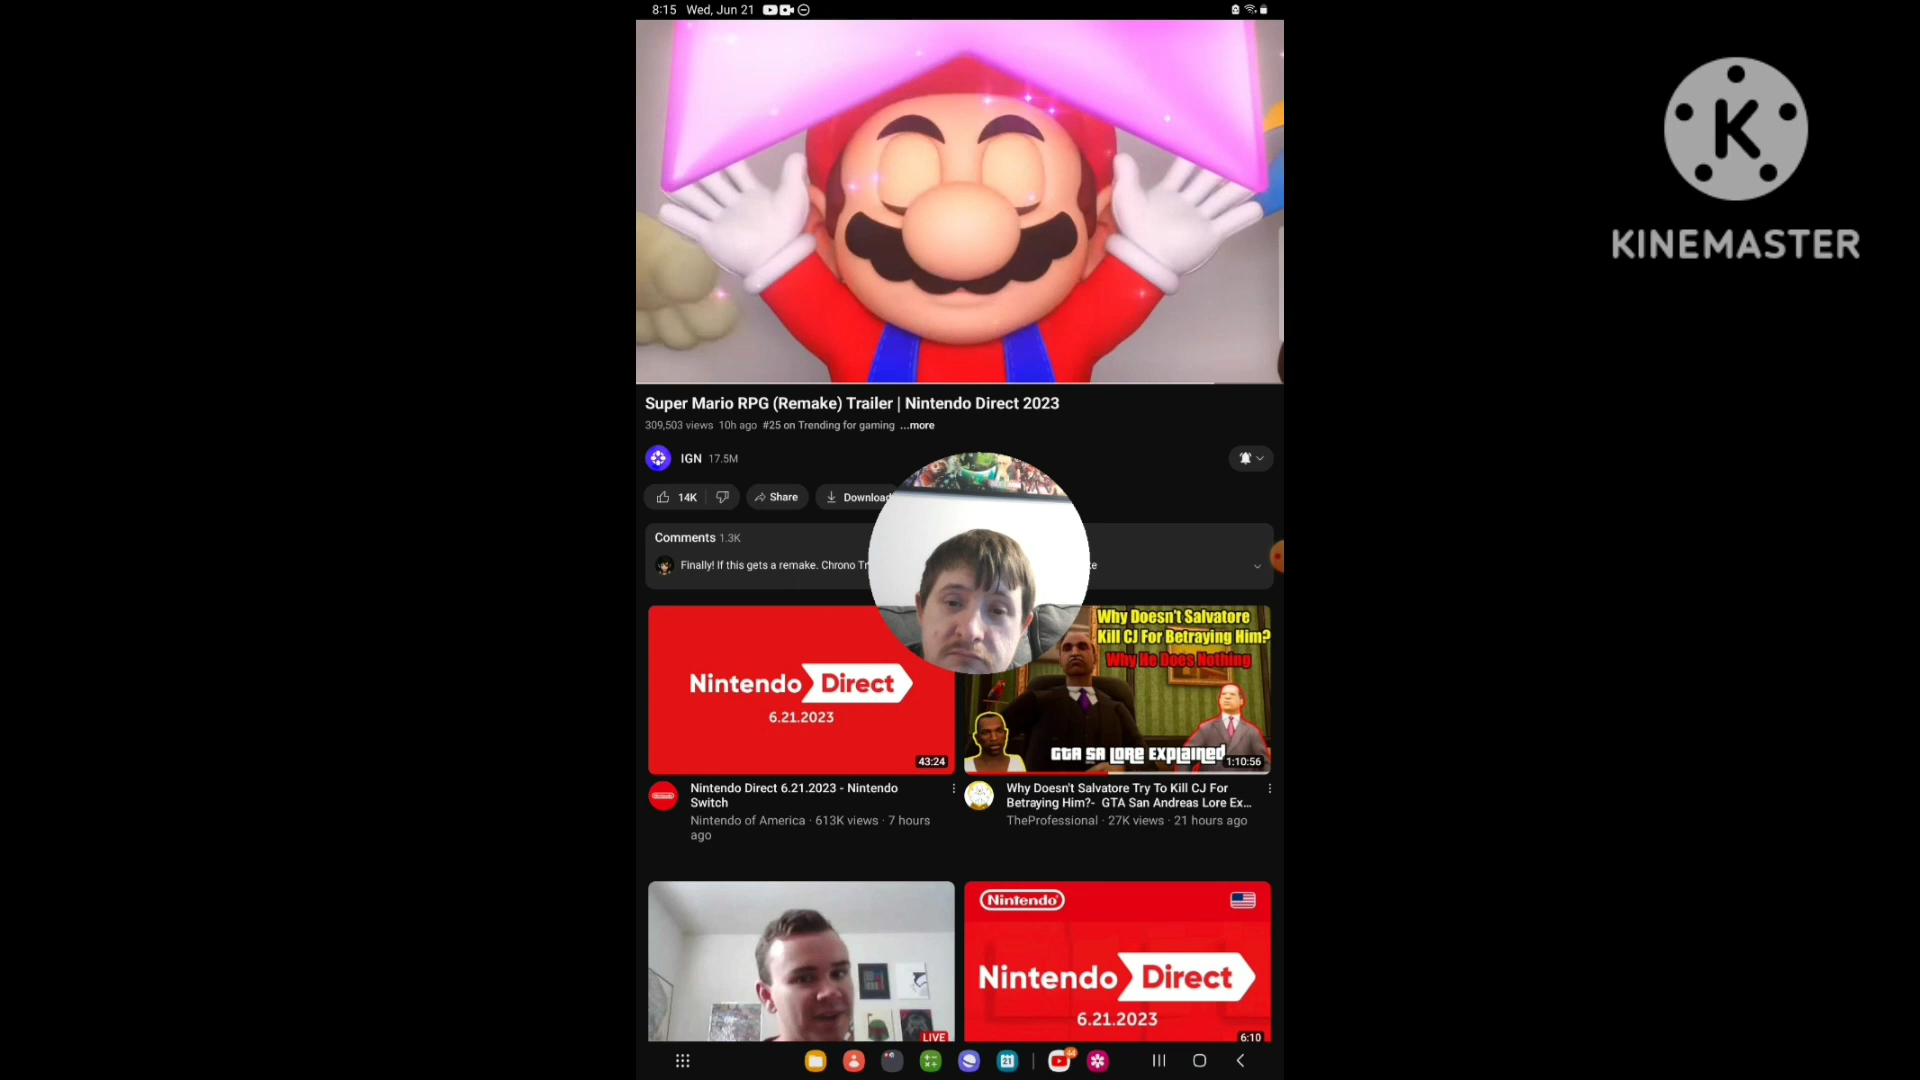 8:15 Wed, Jun 21
K
KINEMASTER
Super Mario RPG (Remake) Trailer | Nintendo Direct 2023
309,503 views 10h ago #25 on Trending for gaming ...more
IGN 17.5M
14K Share Download
Comments 1.3K
Finally! If this gets a remake. Chrono
Nintendo Direct
6.21.2023
43:24
Why Doesn't Salvatore
Kill CJ For Betraying Him?
Why He Does Nothing
GTA SA LORE EXPLAINED
1:10:56
Nintendo Direct 6.21.2023 - Nintendo
Switch
Nintendo of America · 613K views · 7 hours
ago
Why Doesn't Salvatore Try To Kill CJ For
Betraying Him?- GTA San Andreas Lore Ex...
TheProfessional · 27K views · 21 hours ago
LIVE
Nintendo
Nintendo Direct
6.21.2023
6:10
21
44